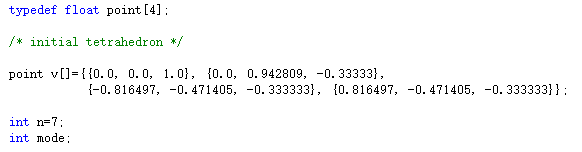 typedef float point[4];
/* initial tetrahedron */
point v[]={{0.0, 0.0, 1.0}, {0.0, 0.942809, -0.33333},
{-0.816497, -0.471405, -0.333333}, {0.816497, -0.471405, -0.333333}};
int n=7;
int mode;